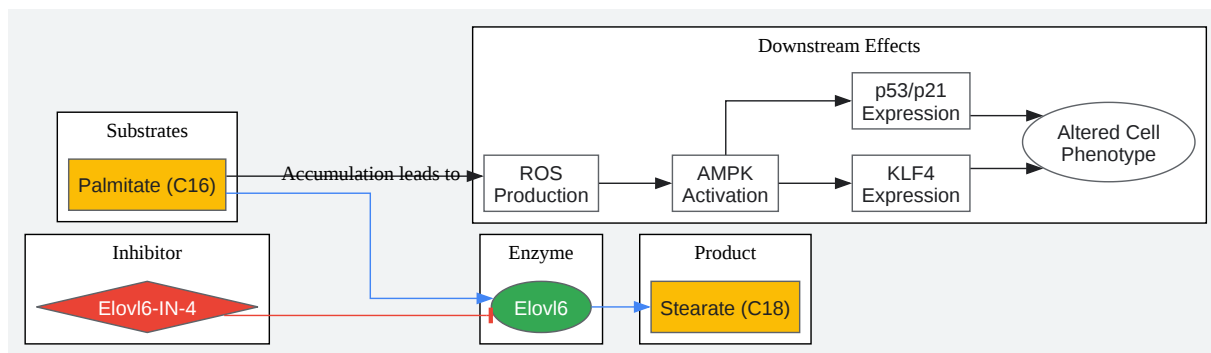 Downstream Effects
p53/p21
Expression
Altered Cell
Phenotype
Substrates
Palmitate (C16)
Accumulation leads to
ROS
Production
AMPK
Activation
KLF4
Expression
Inhibitor
Elovl6-IN-4
Enzyme
Elovl6
Product
Stearate (C18)